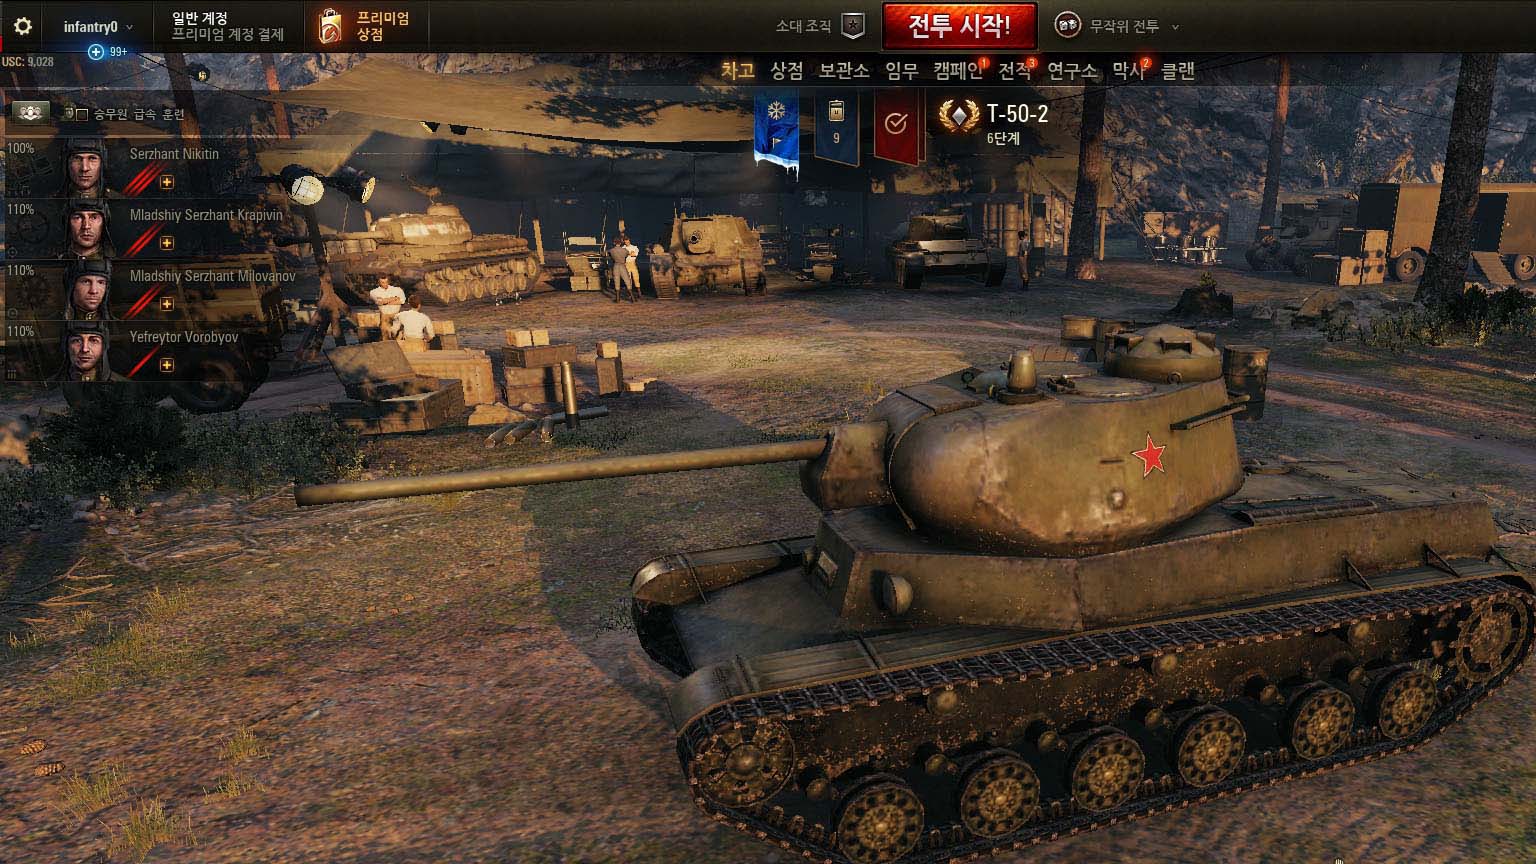 infantry0
99+
일반 계정
프리미엄 계정 결제
프리미엄
상점
소대 조직
전투 시작!
무작위 전투
USC: 9,028
차고 상점 보관소 임무 캠페인 1 전적 3 연구소 막사 2 클랜
승무원 급속 훈련
9
T-50-2
6단계
100%
Serzhant Nikitin
110%
Mladshiy Serzhant Krapivin
110%
Mladshiy Serzhant Milovanov
110%
Yefreytor Vorobyov